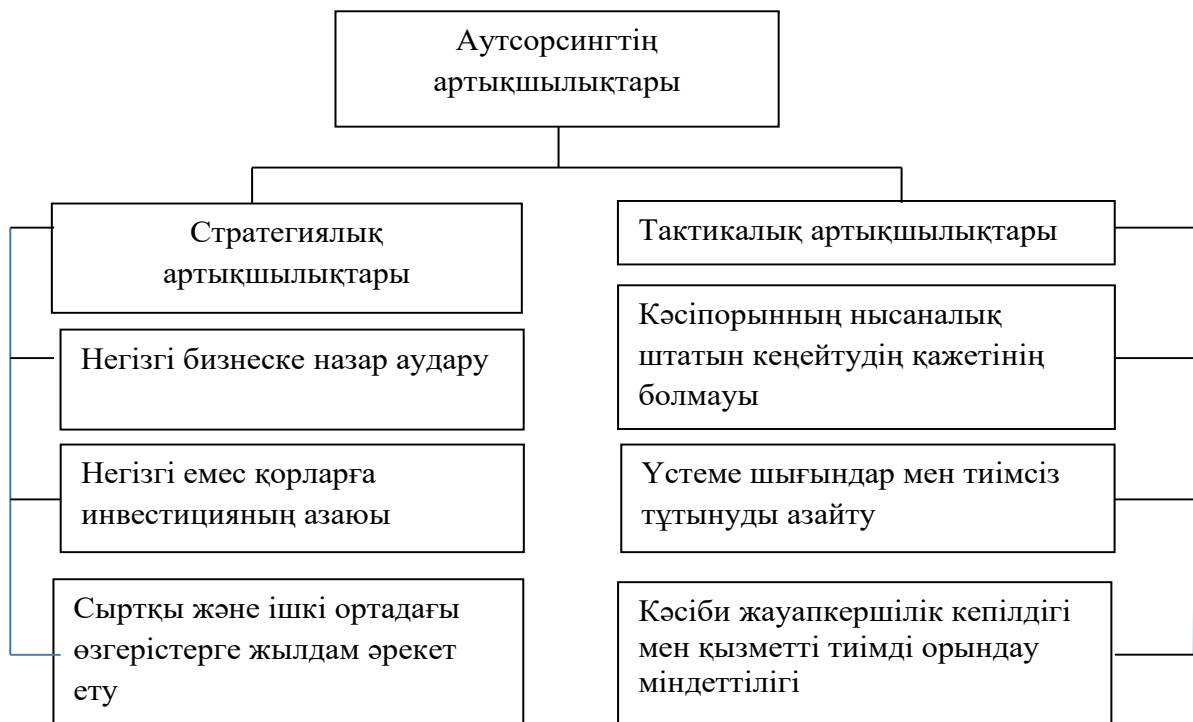 Аутсорсингтің
артықшылықтары
Стратегиялық
артықшылықтары
Негізгі бизнеске назар аудару
Негізгі емес қорларға
инвестицияның азаюы
Сыртқы және ішкі ортадағы
өзгерістерге жылдам әрекет
ету
Тактикалық артықшылықтары
Кәсіпорынның нысаналық
штатын кеңейтудің қажетінің
болмауы
Үстеме шығындар мен тиімсіз
тұтынуды азайту
Кәсіби жауапкершілік кепілдігі
мен қызметті тиімді орындау
міндеттілігі